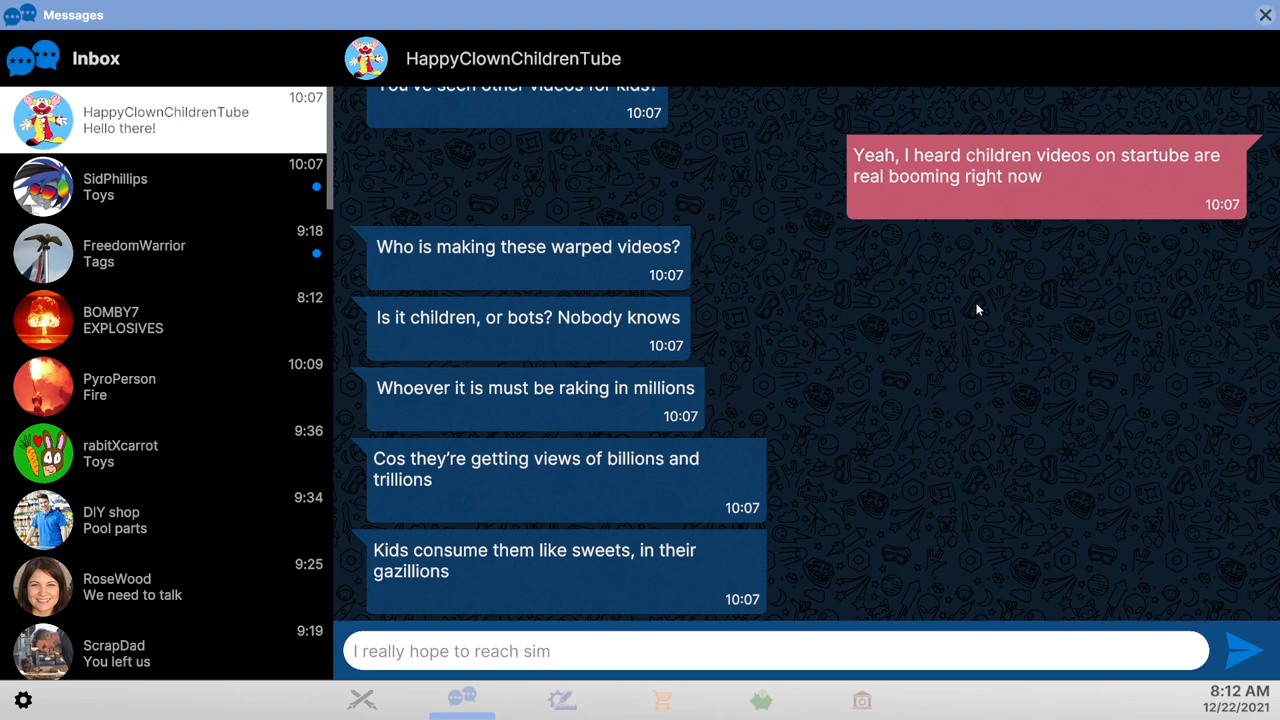 Messages
Inbox
HappyClownChildrenTube
10:07
HappyClownChildrenTube
Hello there!
10:07
SidPhillips
Toys
9:18
FreedomWarrior
Tags
8:12
BOMBY7
EXPLOSIVES
10:09
PyroPerson
Fire
9:36
rabitXcarrot
Toys
9:34
DIY shop
Pool parts
9:25
RoseWood
We need to talk
9:19
ScrapDad
You left us
You've seen other videos for kids?
10:07
Yeah, I heard children videos on startube are
real booming right now
10:07
Who is making these warped videos?
10:07
Is it children, or bots? Nobody knows
10:07
Whoever it is must be raking in millions
10:07
Cos they're getting views of billions and
trillions
10:07
Kids consume them like sweets, in their
gazillions
10:07
I really hope to reach sim
8:12 AM
12/22/2021